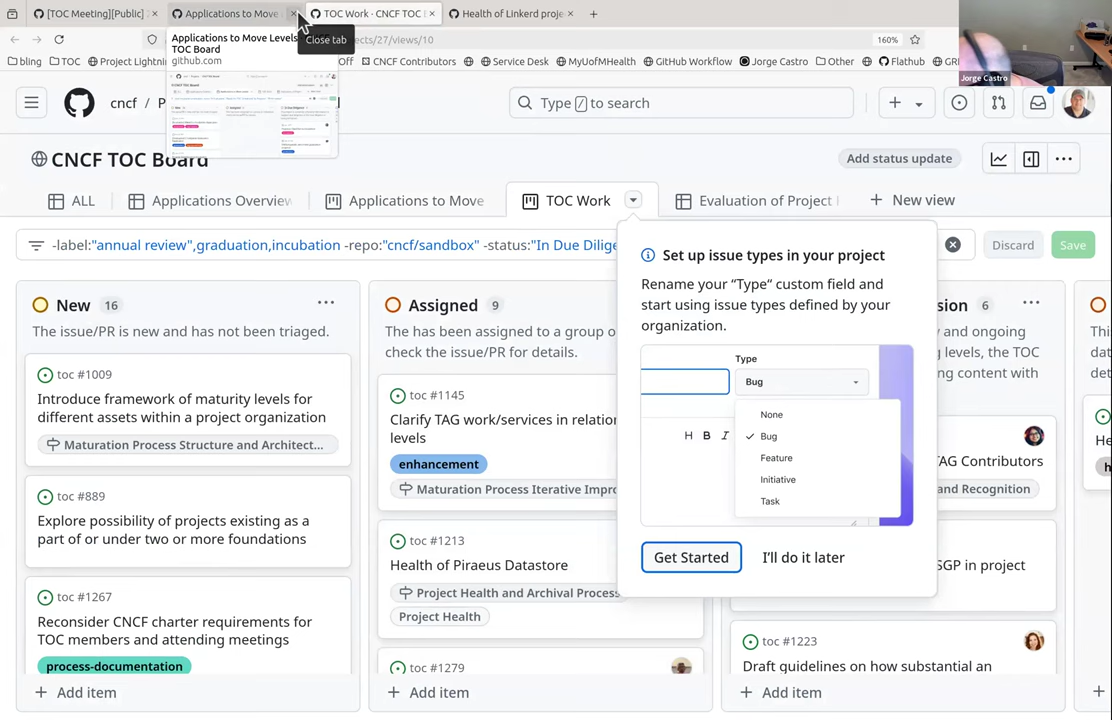 [TOC Meeting][Public]
Applications to Move
TOC Work · CNCF TOC B
Health of Linkerd proje
Applications to Move Levels
TOC Board
github.com
Close tab
ects/27/views/10
160%
Jorge Castro
bling
TOC
Project Lightnin
Off
CNCF Contributors
Service Desk
MyUofMHealth
GitHub Workflow
Jorge Castro
Other
Flathub
GRI
cncf / P
Type / to search
CNCF TOC Board
Add status update
ALL
Applications Overview
Applications to Move
TOC Work
Evaluation of Project
New view
-label:"annual review",graduation,incubation -repo:"cncf/sandbox" -status:"In Due Dilige
Discard
Save
Set up issue types in your project
Rename your “Type“ custom field and
start using issue types defined by your
organization.
Type
Bug
None
Bug
Feature
Initiative
Task
H B I
Get Started
I’ll do it later
New 16
The issue/PR is new and has not been triaged.
toc #1009
Introduce framework of maturity levels for
different assets within a project organization
Maturation Process Structure and Architect...
toc #889
Explore possibility of projects existing as a
part of or under two or more foundations
toc #1267
Reconsider CNCF charter requirements for
TOC members and attending meetings
process-documentation
Add item
Assigned 9
The has been assigned to a group o
check the issue/PR for details.
toc #1145
Clarify TAG work/services in relation
levels
enhancement
Maturation Process Iterative Impro
toc #1213
Health of Piraeus Datastore
Project Health and Archival Process
Project Health
toc #1279
Add item
sion 6
y and ongoing
g levels, the TOC
ng content with
TAG Contributors
and Recognition
SGP in project
toc #1223
Draft guidelines on how substantial an
Add item
This
dat
det
He
h